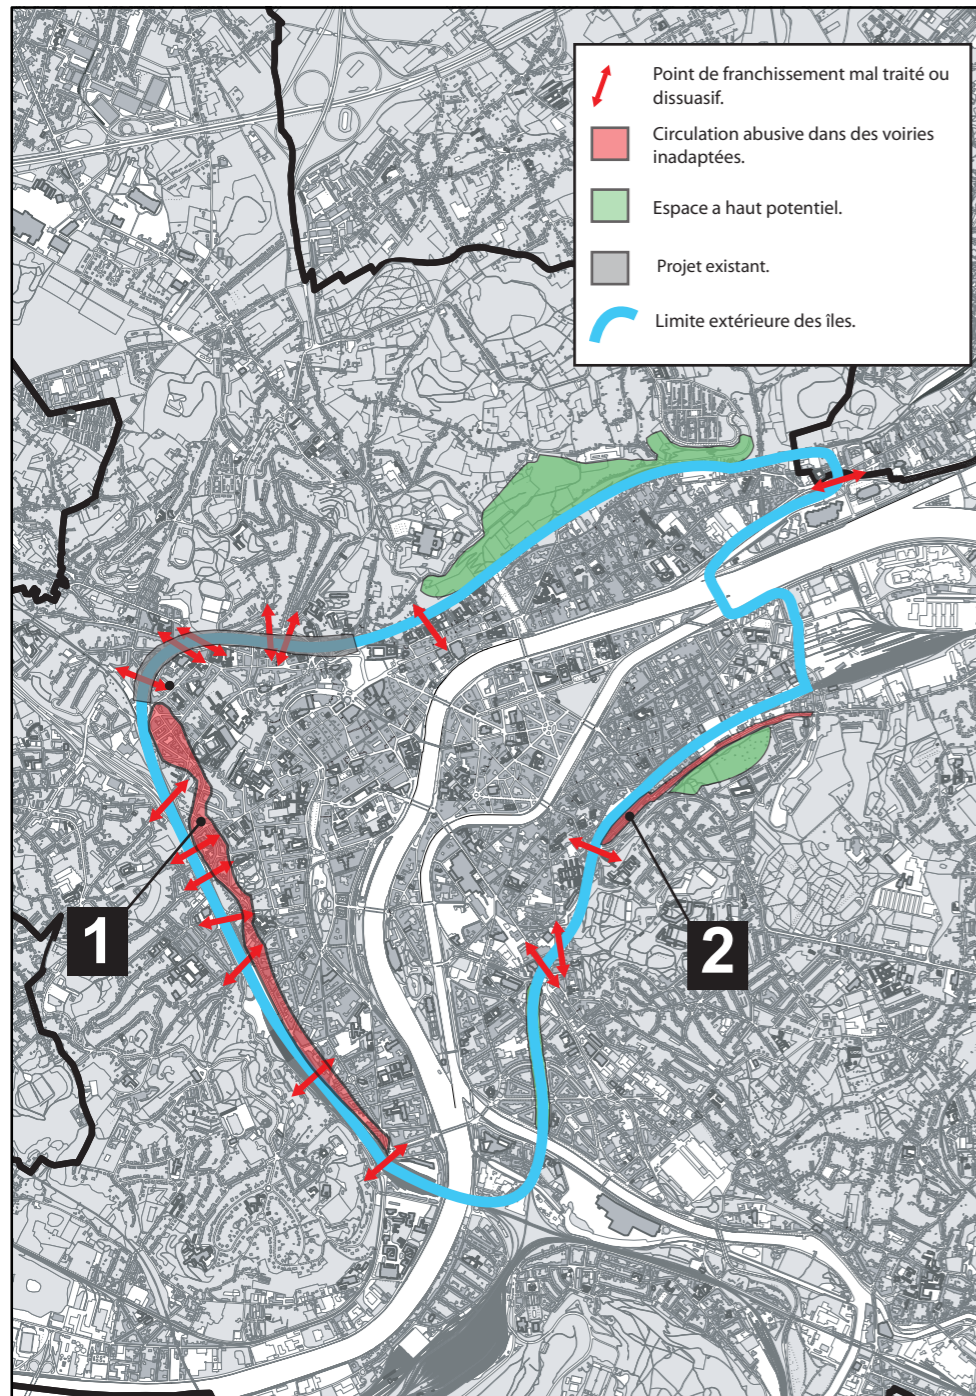 Point de franchissement mal traité ou
dissuasif.
Circulation abusive dans des voiries
inadaptées.
Espace a haut potentiel.
Projet existant.
Limite extérieure des îles.
1
2